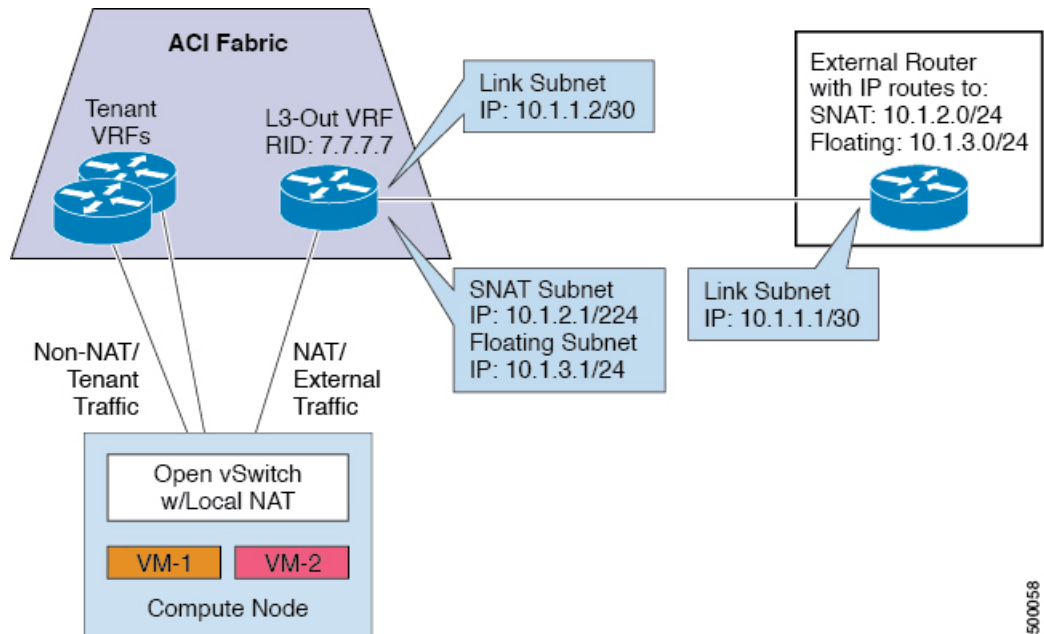 ACI Fabric
Tenant
VRFs
L3-Out VRF
RID: 7.7.7.7
Link Subnet
IP: 10.1.1.2/30
External Router
with IP routes to:
SNAT: 10.1.2.0/24
Floating: 10.1.3.0/24
SNAT Subnet
IP: 10.1.2.1/224
Floating Subnet
IP: 10.1.3.1/24
Link Subnet
IP: 10.1.1.1/30
Non-NAT/
Tenant
Traffic
NAT/
External
Traffic
Open vSwitch
w/Local NAT
VM-1
VM-2
Compute Node
500058